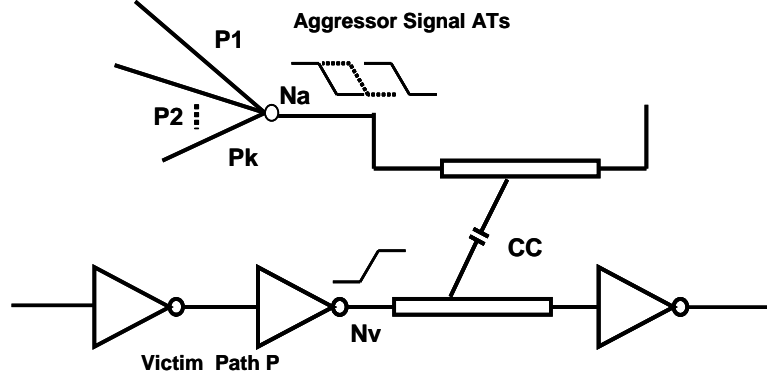 Aggressor Signal ATs
P1
Na
P2
Pk
CC
Nv
Victim Path P